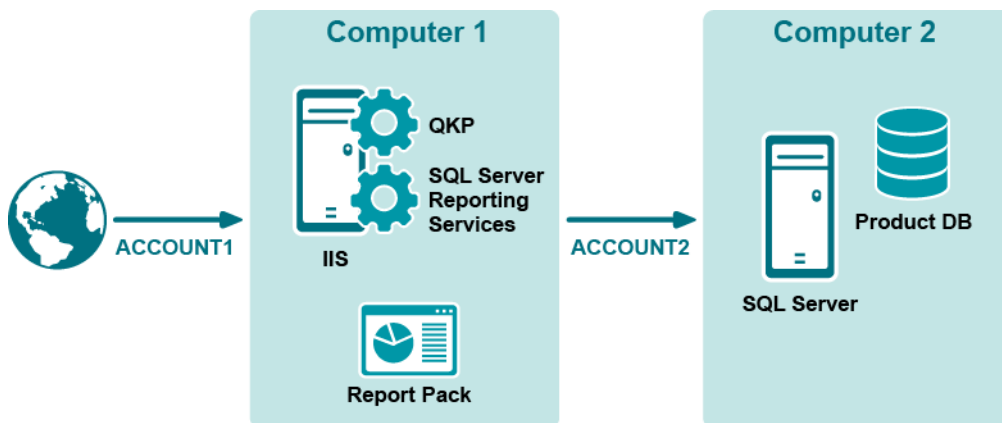 Computer 1
Computer 2
QKP
SQL Server
Reporting
Services
IIS
Report Pack
ACCOUNT1
ACCOUNT2
Product DB
SQL Server